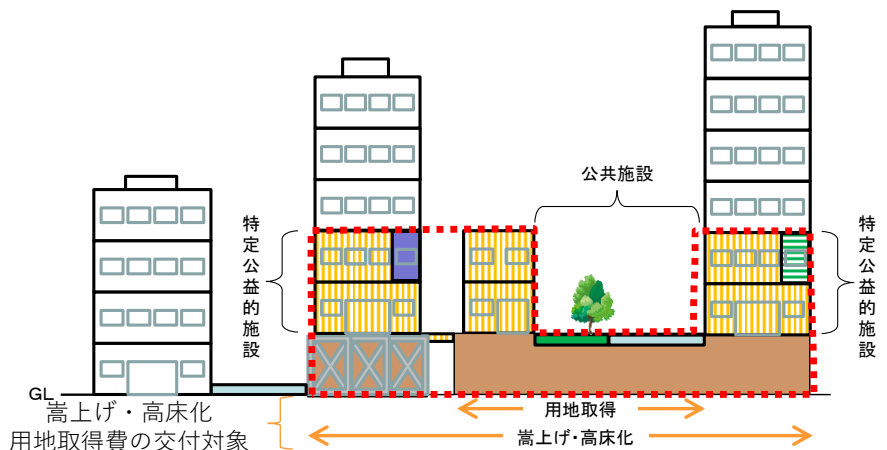 公共施設
特定公益的施設
特定公益的施設
GL
嵩上げ・高床化
用地取得費の交付対象
用地取得
嵩上げ・高床化